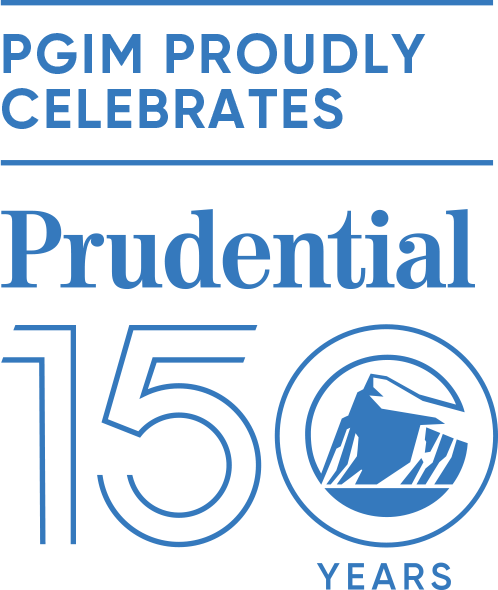 PGIM PROUDLY
CELEBRATES
Prudential
150
YEARS